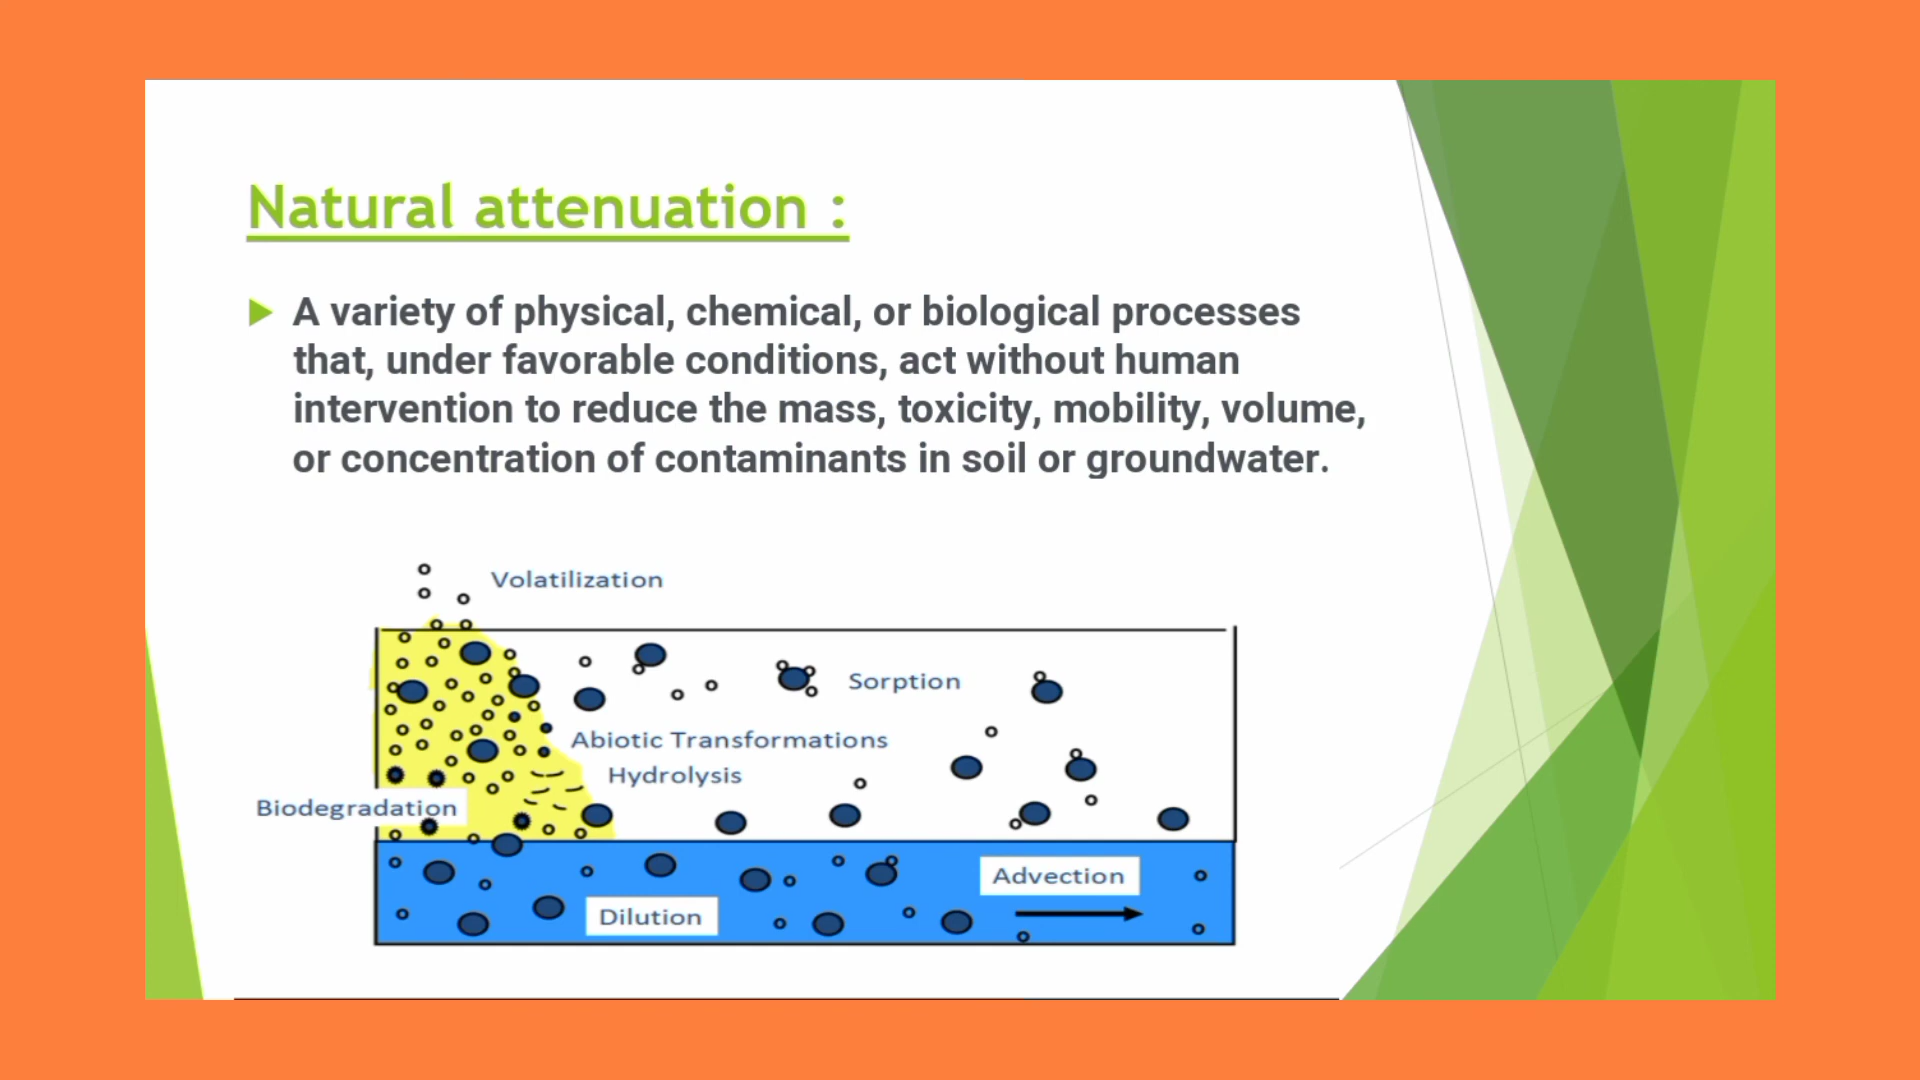 Natural attenuation :
A variety of physical, chemical, or biological processes
that, under favorable conditions, act without human
intervention to reduce the mass, toxicity, mobility, volume,
or concentration of contaminants in soil or groundwater.
Volatilization
Sorption
Abiotic Transformations
Hydrolysis
Biodegradation
Advection
Dilution